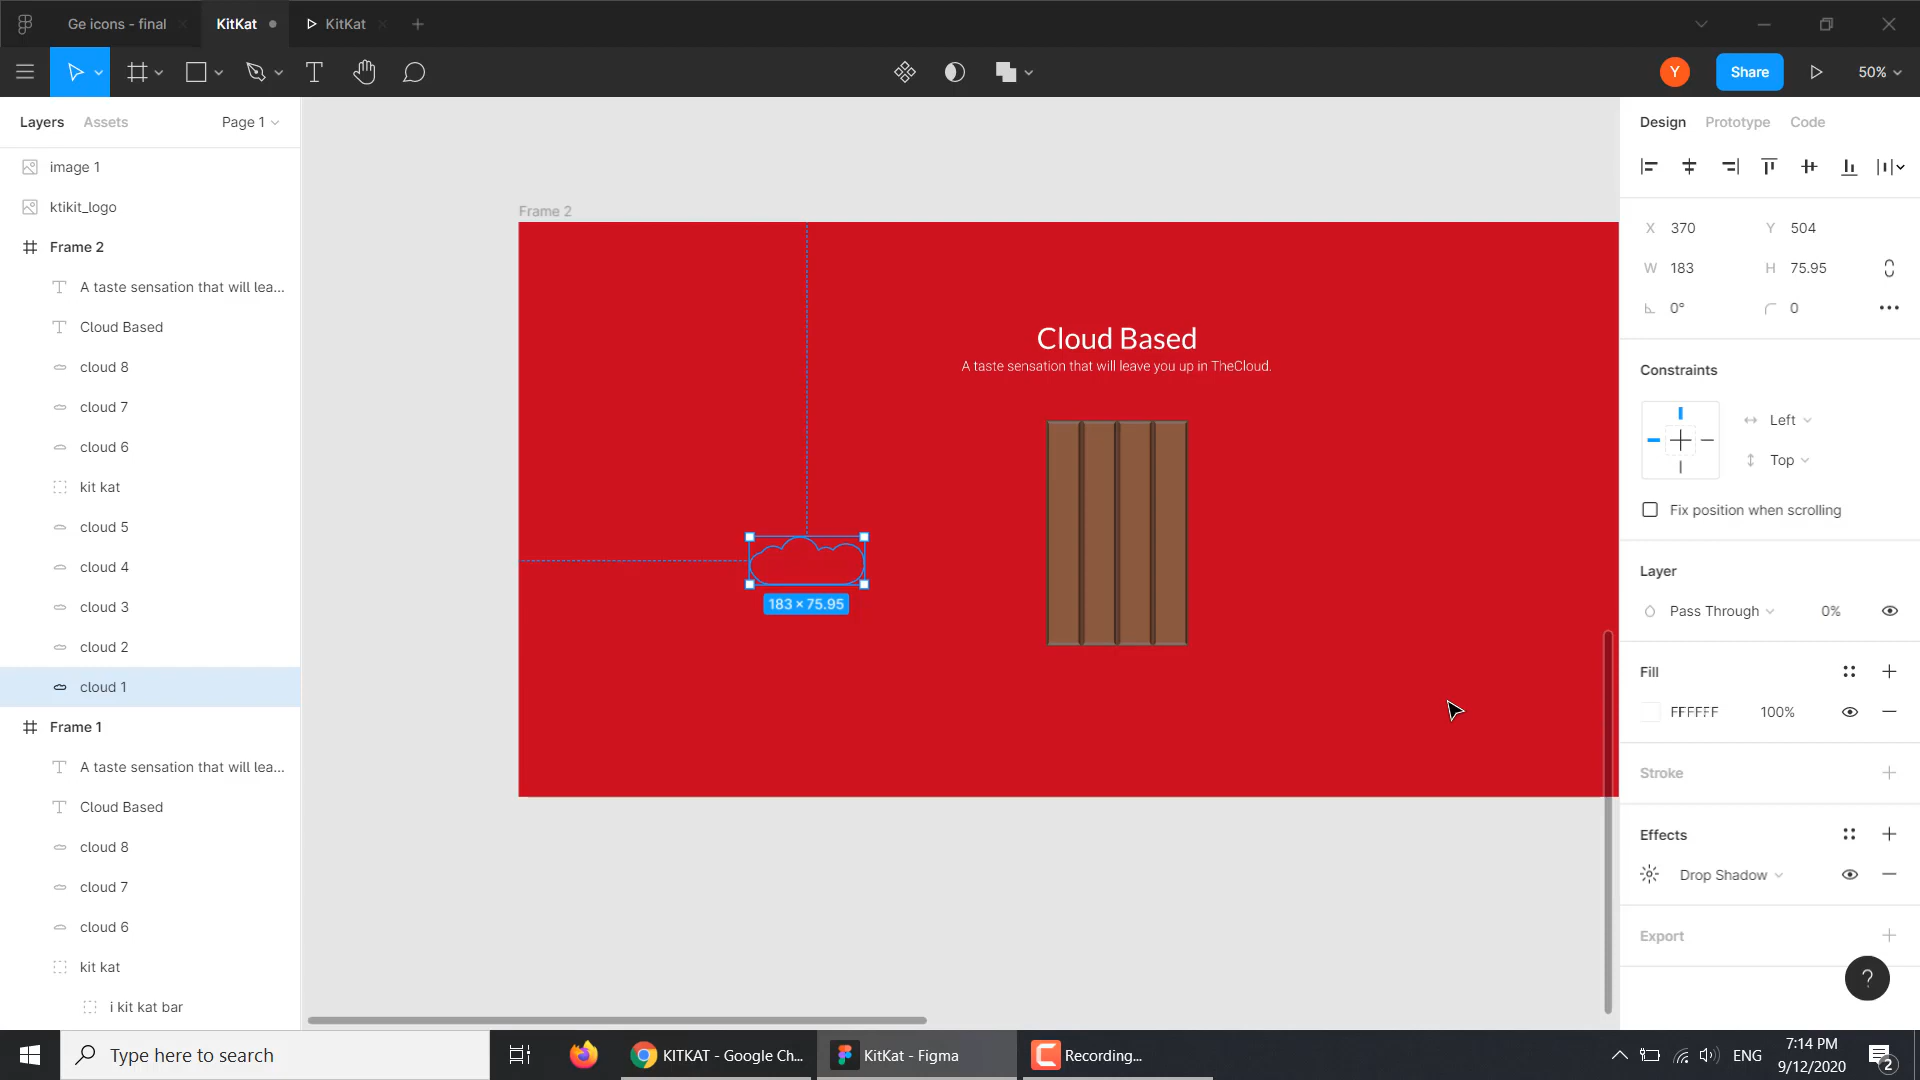 Ge icons - final
KitKat
KitKat
Share
50%
Y
Layers
Assets
Page 1
image 1
ktikit_logo
Frame 2
A taste sensation that will lea...
Cloud Based
cloud 8
cloud 7
cloud 6
kit kat
cloud 5
cloud 4
cloud 3
cloud 2
cloud 1
Frame 1
A taste sensation that will lea...
Cloud Based
cloud 8
cloud 7
cloud 6
kit kat
i kit kat bar
Frame 2
Cloud Based
A taste sensation that will leave you up in TheCloud.
183 × 75.95
Design
Prototype
Code
X 370
Y 504
W 183
H 75.95
0°
0
Constraints
Left
Top
Fix position when scrolling
Layer
Pass Through
0%
Fill
FFFFFF
100%
Stroke
Effects
Drop Shadow
Export
?
Type here to search
KITKAT - Google Ch...
KitKat - Figma
Recording...
ENG
7:14 PM
9/12/2020
2